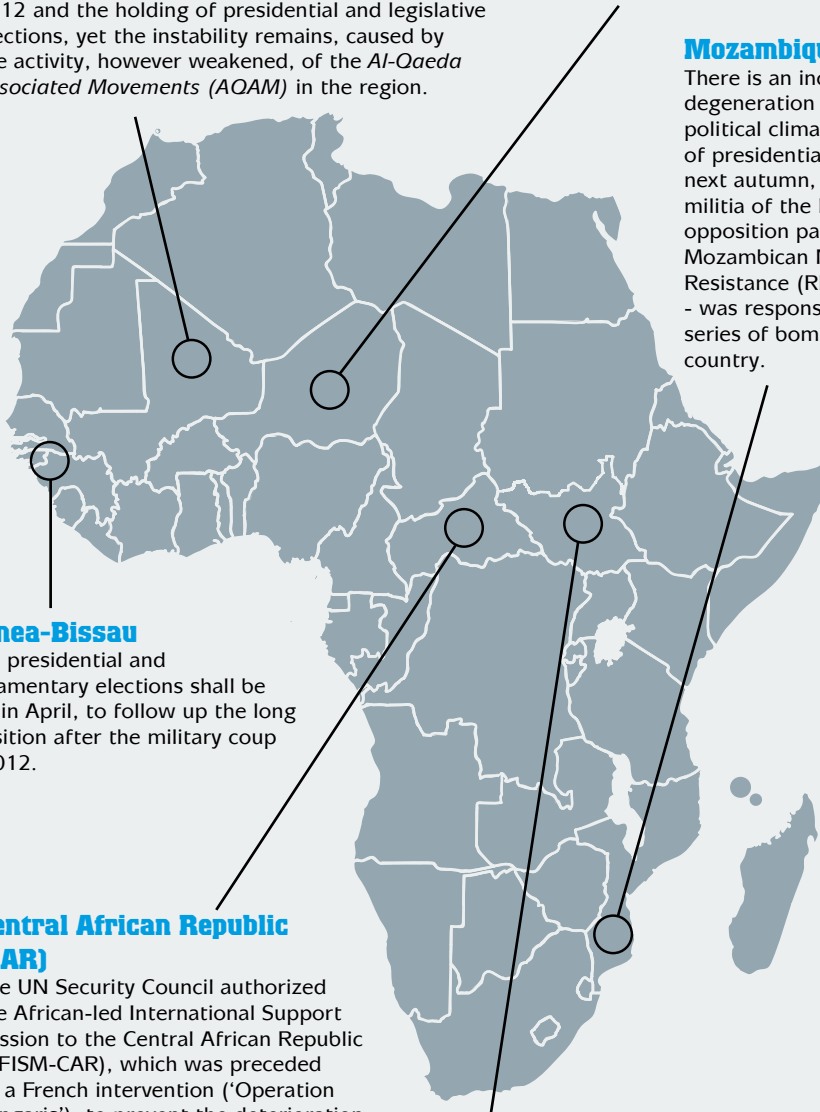 12 and the holding of presidential and legislative
ections, yet the instability remains, caused by
e activity, however weakened, of the Al-Qaeda
sociated Movements (AQAM) in the region.
Mozambiqu
There is an inc
degeneration
political clima
of presidential
next autumn,
militia of the
opposition pa
Mozambican N
Resistance (R
- was respons
series of bom
country.
nea-Bissau
presidential and
amentary elections shall be
in April, to follow up the long
sition after the military coup
012.
entral African Republic
AR)
e UN Security Council authorized
e African-led International Support
ssion to the Central African Republic
FISM-CAR), which was preceded
a French intervention (‘Operation
to prevent the deterioration